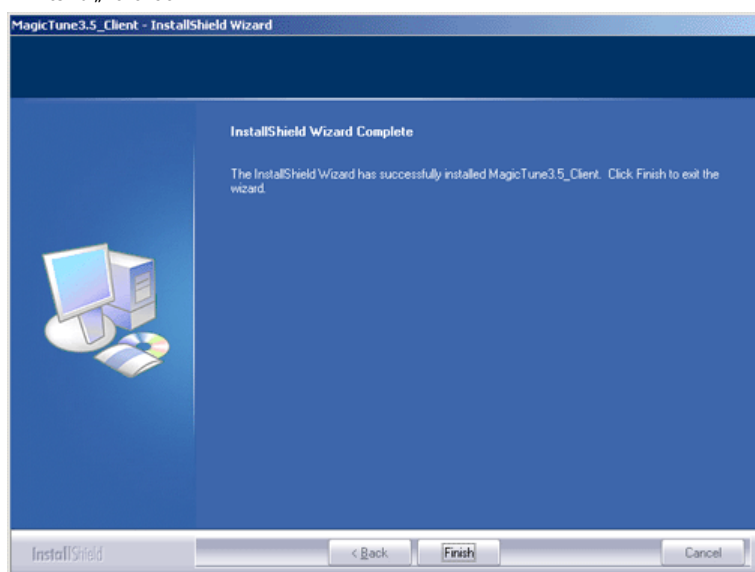 MagicTune3.5_Client - InstallShield Wizard
InstallShield Wizard Complete
The InstallShield Wizard has successfully installed MagicTune3.5_Client. Click Finish to exit the
wizard.
InstallShield
< Back
Finish
Cancel